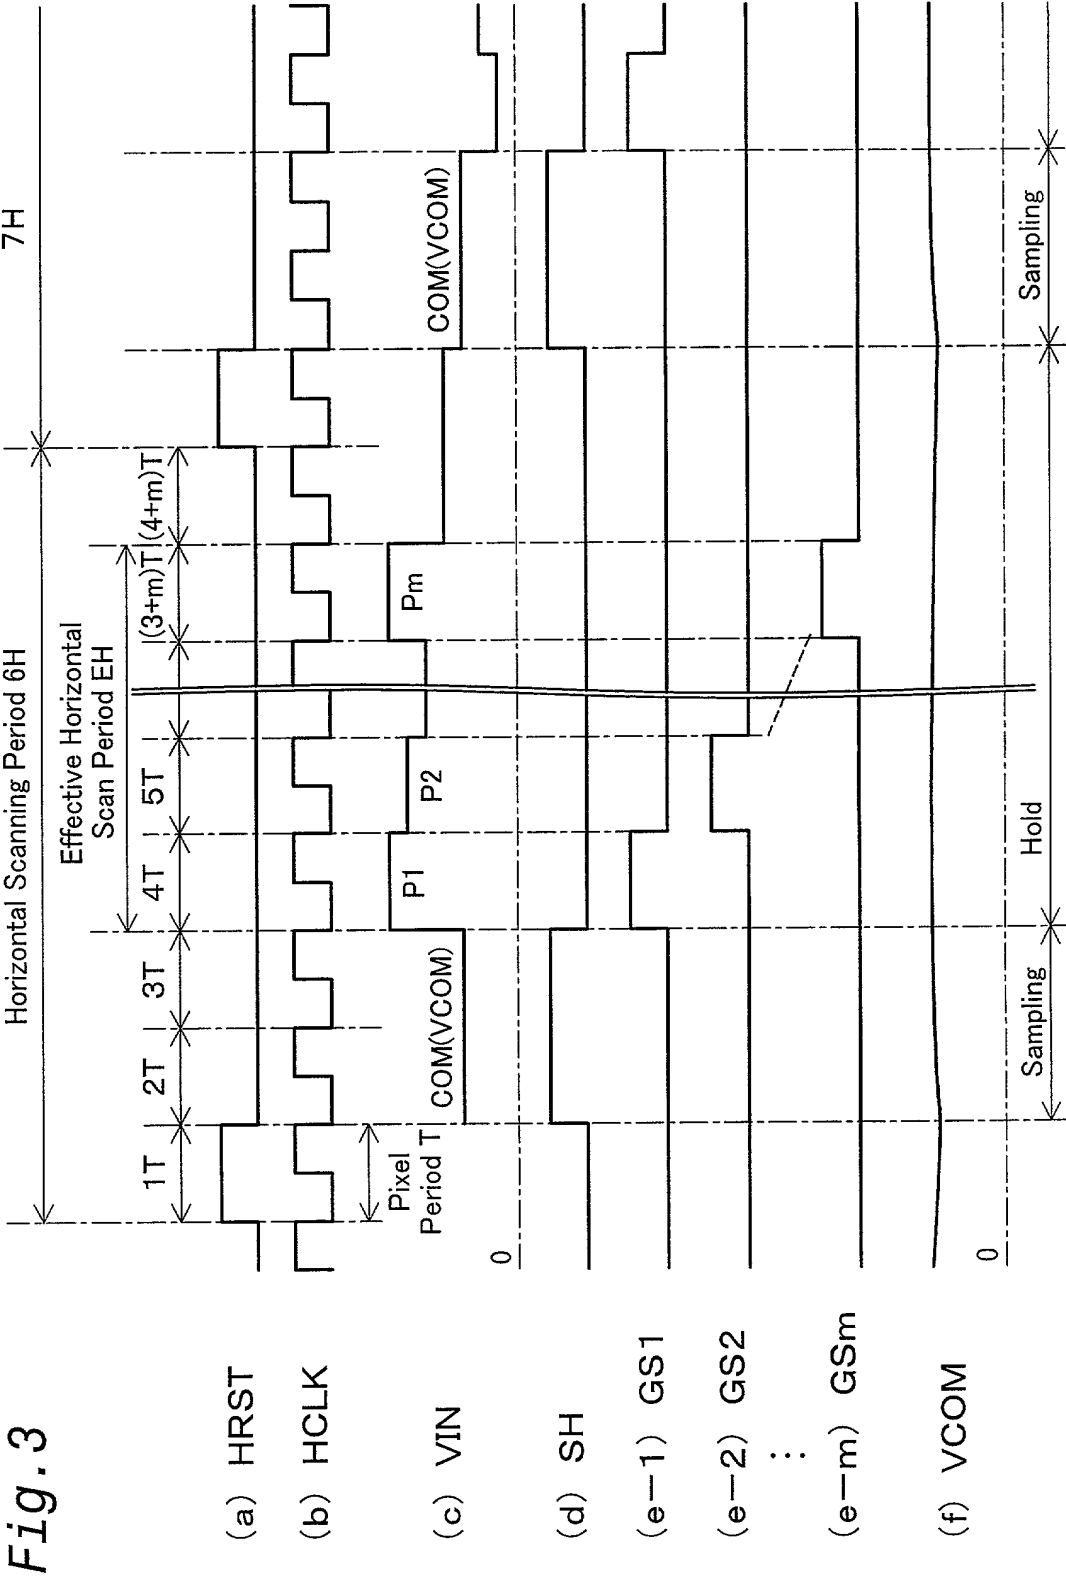 Fig. 3
Horizontal Scanning Period 6H
7H
Effective Horizontal
Scan Period EH
1T
2T
3T
4T
5T
(3+m)T
(4+m)T
(a) HRST
(b) HCLK
Pixel
Period T
(c) VIN
COM(VCOM)
P1
P2
Pm
COM(VCOM)
0
(d) SH
(e-1) GS1
(e-2) GS2
⋮
(e-m) GSm
(f) VCOM
0
Sampling
Hold
Sampling